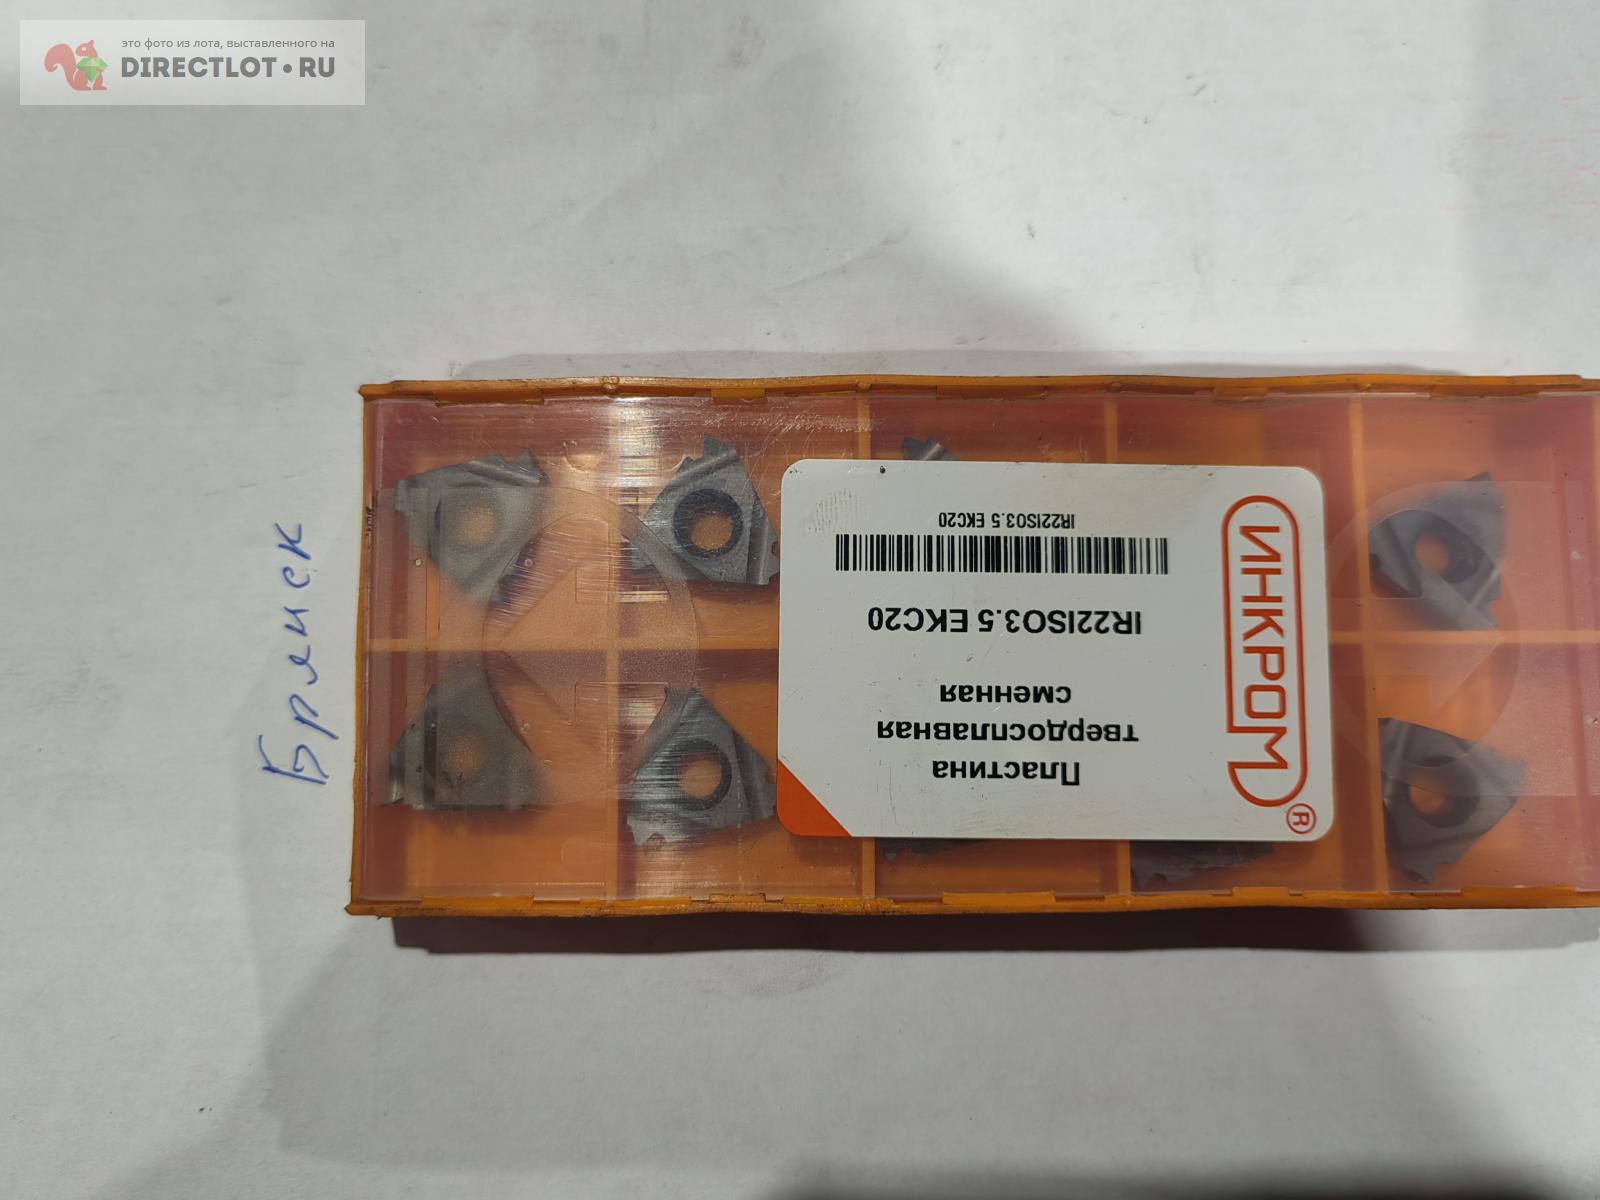 это фото из лота, выставленного на
DIRECTLOT.RU
Брянск
ИНКРОМ®
Пластина
твердосплавная
сменная
IR22ISO3.5 EKC20
IR22ISO3.5 EKC20